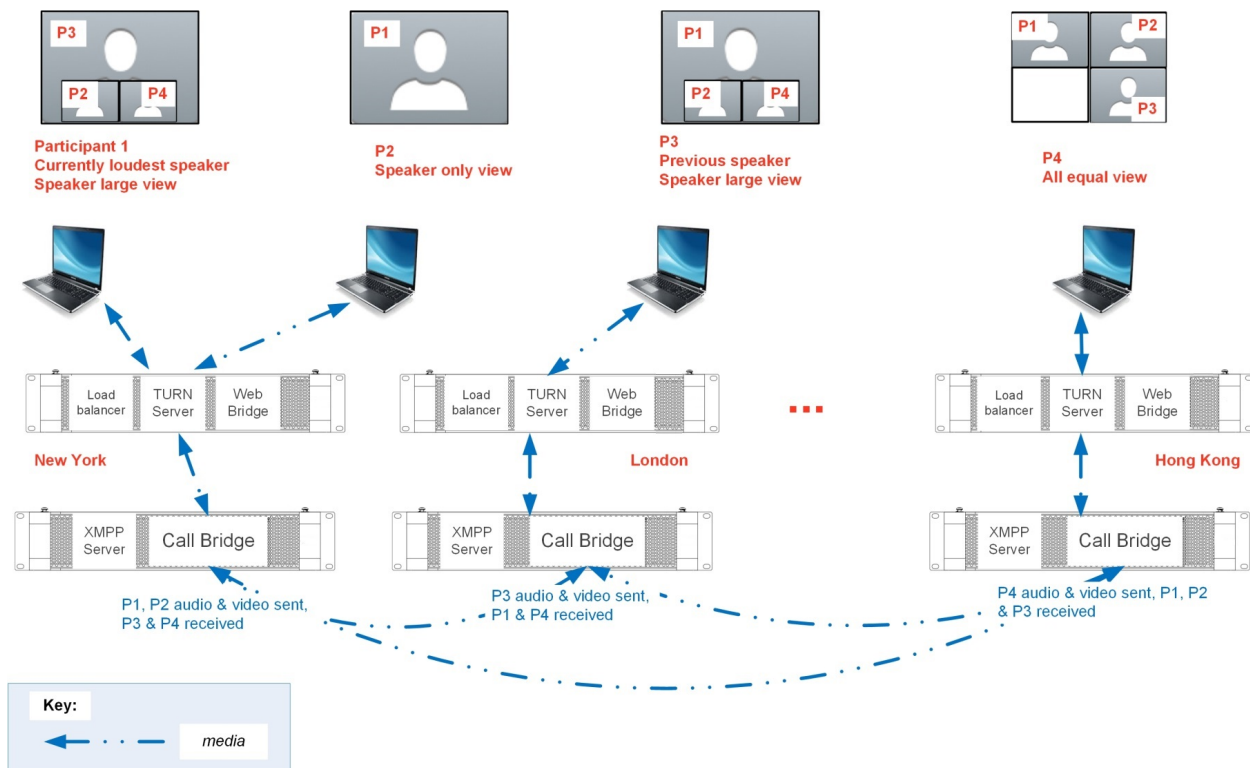 P3
P2
P4
P1
P1
P2
P4
P1
P2
P3
Participant 1
Currently loudest speaker
Speaker large view
P2
Speaker only view
P3
Previous speaker
Speaker large view
P4
All equal view
Load
balancer
TURN
Server
Web
Bridge
Load
balancer
TURN
Server
Web
Bridge
...
Load
balancer
TURN
Server
Web
Bridge
New York
London
Hong Kong
XMPP
Server
Call Bridge
XMPP
Server
Call Bridge
XMPP
Server
Call Bridge
P1, P2 audio & video sent,
P3 & P4 received
P3 audio & video sent,
P1 & P4 received
P4 audio & video sent, P1, P2
& P3 received
Key:
media